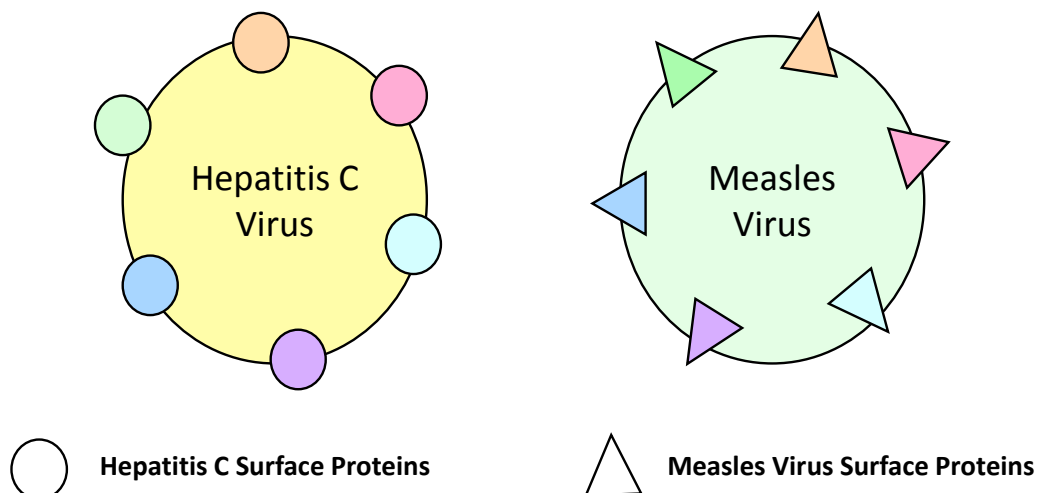 Hepatitis C
Virus
Measles
Virus
Hepatitis C Surface Proteins
Measles Virus Surface Proteins